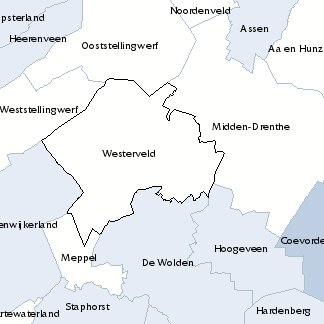 Noordenveld
psterland
Assen
Heerenveen
Ooststellingwerf
Aa en Hunz
Weststellingwerf
Midden-Drenthe
Westerveld
enwijkerland
Coevorde
Hoogeveen
Meppel
De Wolden
Staphorst
rtewaterland
Hardenberg